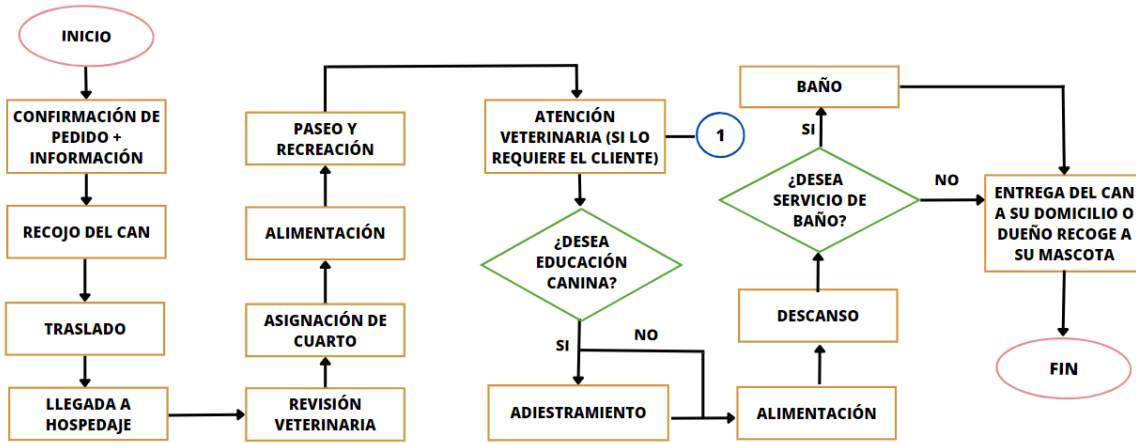 INICIO
CONFIRMACIÓN DE
PEDIDO +
INFORMACIÓN
RECOJO DEL CAN
TRASLADO
LLEGADA A
HOSPEDAJE
REVISIÓN
VETERINARIA
ASIGNACIÓN DE
CUARTO
ALIMENTACIÓN
PASEO Y
RECREACIÓN
ATENCIÓN
VETERINARIA (SI LO
REQUIERE EL CLIENTE)
1
¿DESEA
EDUCACIÓN
CANINA?
SI
NO
ADIESTRAMIENTO
ALIMENTACIÓN
DESCANSO
¿DESEA
SERVICIO DE
BAÑO?
SI
NO
BAÑO
ENTREGA DEL CAN
A SU DOMICILIO O
DUEÑO RECOGE A
SU MASCOTA
FIN